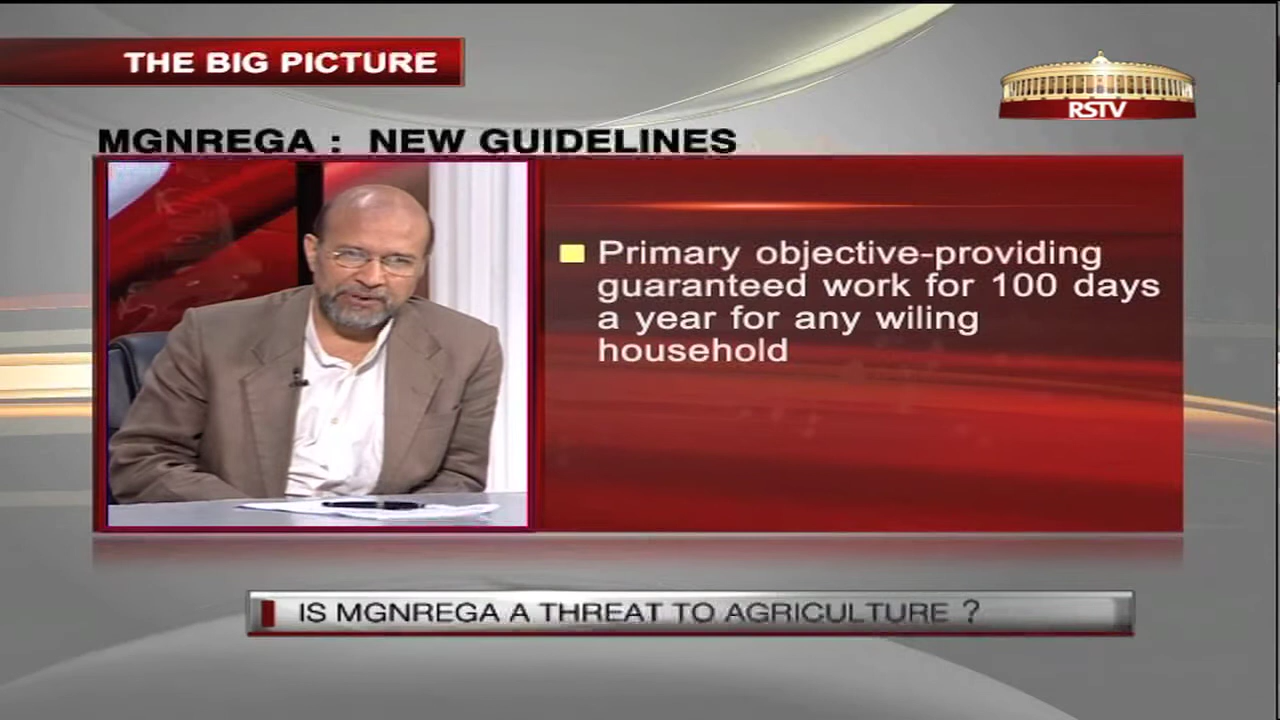 THE BIG PICTURE
RSTV
MGNREGA : NEW GUIDELINES
Primary objective-providing
guaranteed work for 100 days
a year for any wiling
household
IS MGNREGA A THREAT TO AGRICULTURE ?